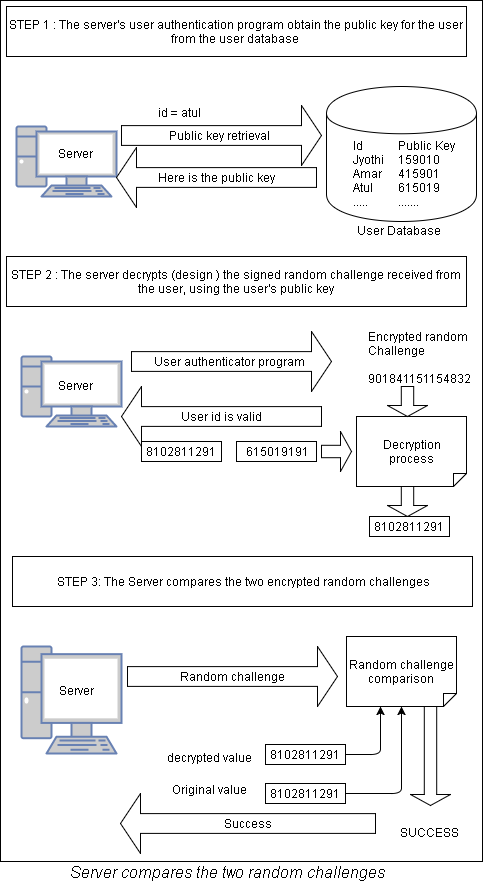 STEP 1 : The server's user authentication program obtain the public key for the user
from the user database
id = atul
Server
Public key retrieval
Here is the public key
Id Public Key
Jyothi 159010
Amar 415901
Atul 615019
..... .......
User Database
STEP 2 : The server decrypts (design ) the signed random challenge received from
the user, using the user's public key
Server
User authenticator program
User id is valid
Encrypted random
Challenge
901841151154832
8102811291
615019191
Decryption
process
8102811291
STEP 3: The Server compares the two encrypted random challenges
Server
Random challenge
Random challenge
comparison
decrypted value
8102811291
Original value
8102811291
Success
SUCCESS
Server compares the two random challenges